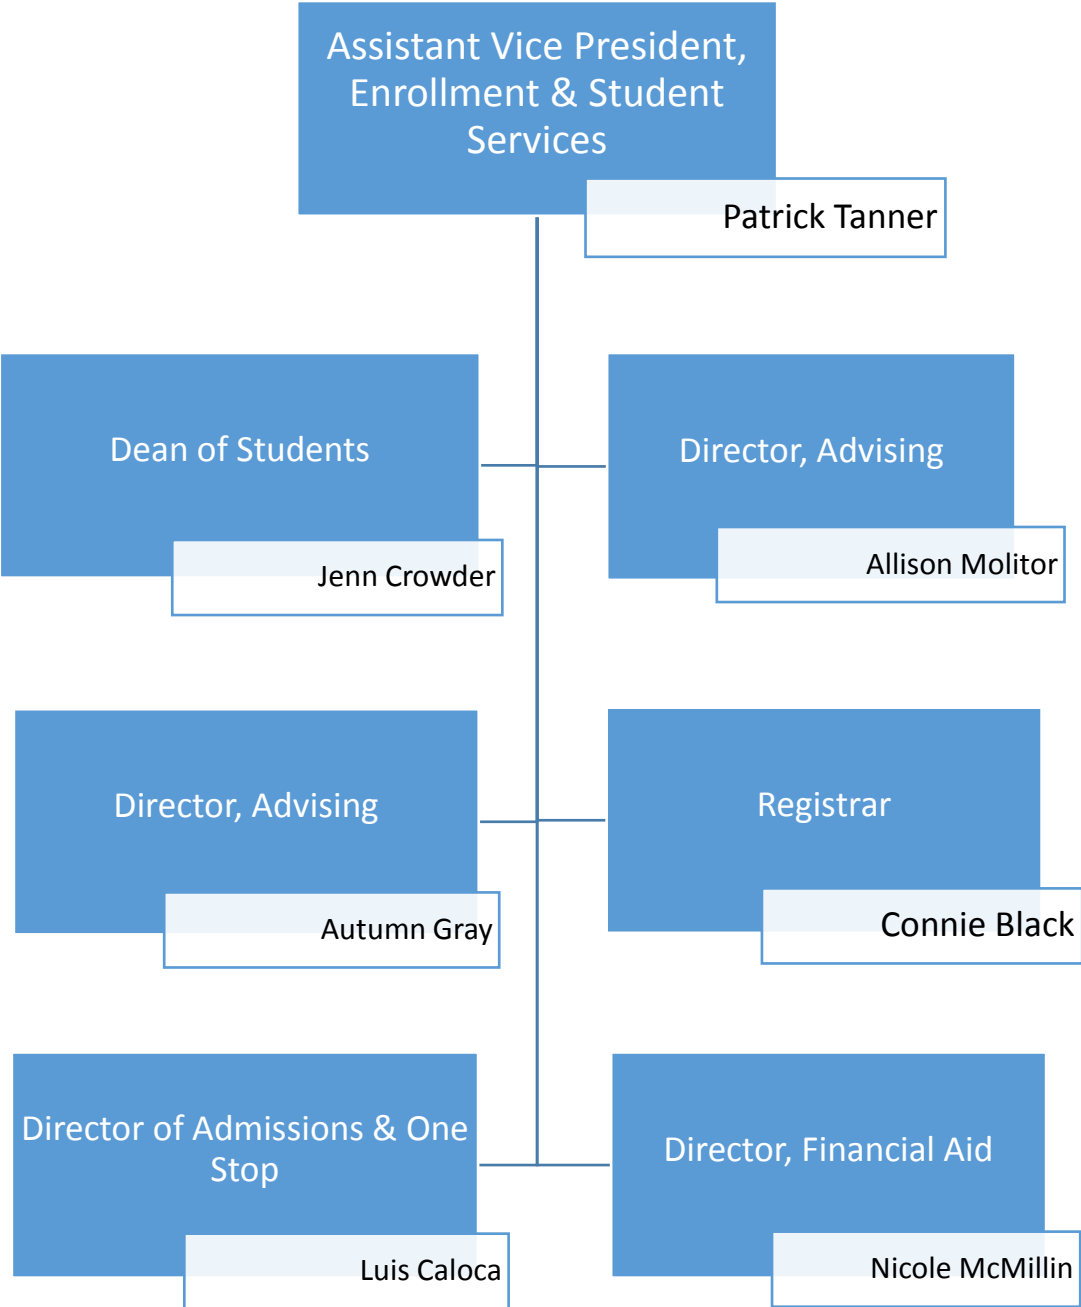 Assistant Vice President,
Enrollment & Student
Services
Patrick Tanner
Dean of Students
Jenn Crowder
Director, Advising
Allison Molitor
Director, Advising
Autumn Gray
Registrar
Connie Black
Director of Admissions & One
Stop
Luis Caloca
Director, Financial Aid
Nicole McMillin